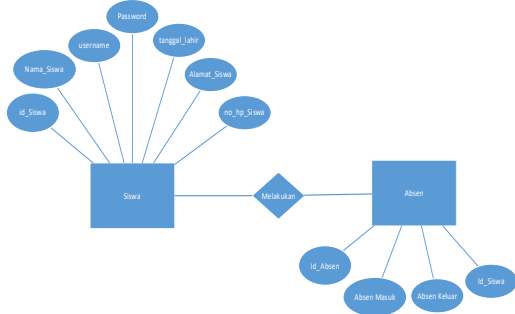 Password
username
tanggal_lahir
Nama_Siswa
Alamat_Siswa
id_Siswa
no_hp_Siswa
Siswa
Melakukan
Absen
Id_Absen
Absen Masuk
Absen Keluar
Id_Siswa